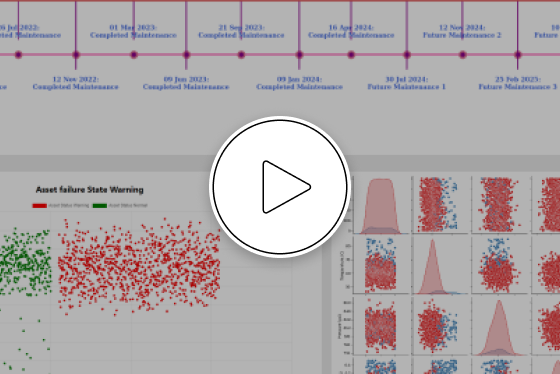 6 Jul 2022:
01 Mar 2023:
21 Sep 2023:
16 Apr 2024:
12 Nov 2024:
Completed Maintenance
Completed Maintenance
Completed Maintenance
Future Maintenance 2
Future
12 Nov 2022:
09 Jun 2023:
09 Jan 2024:
30 Jul 2024:
25 Feb 2025:
Completed Maintenance
Completed Maintenance
Completed Maintenance
Future Maintenance 1
Future Maintenance 3
Asset failure State Warning
Asset Status Warning
Asset Status Normal